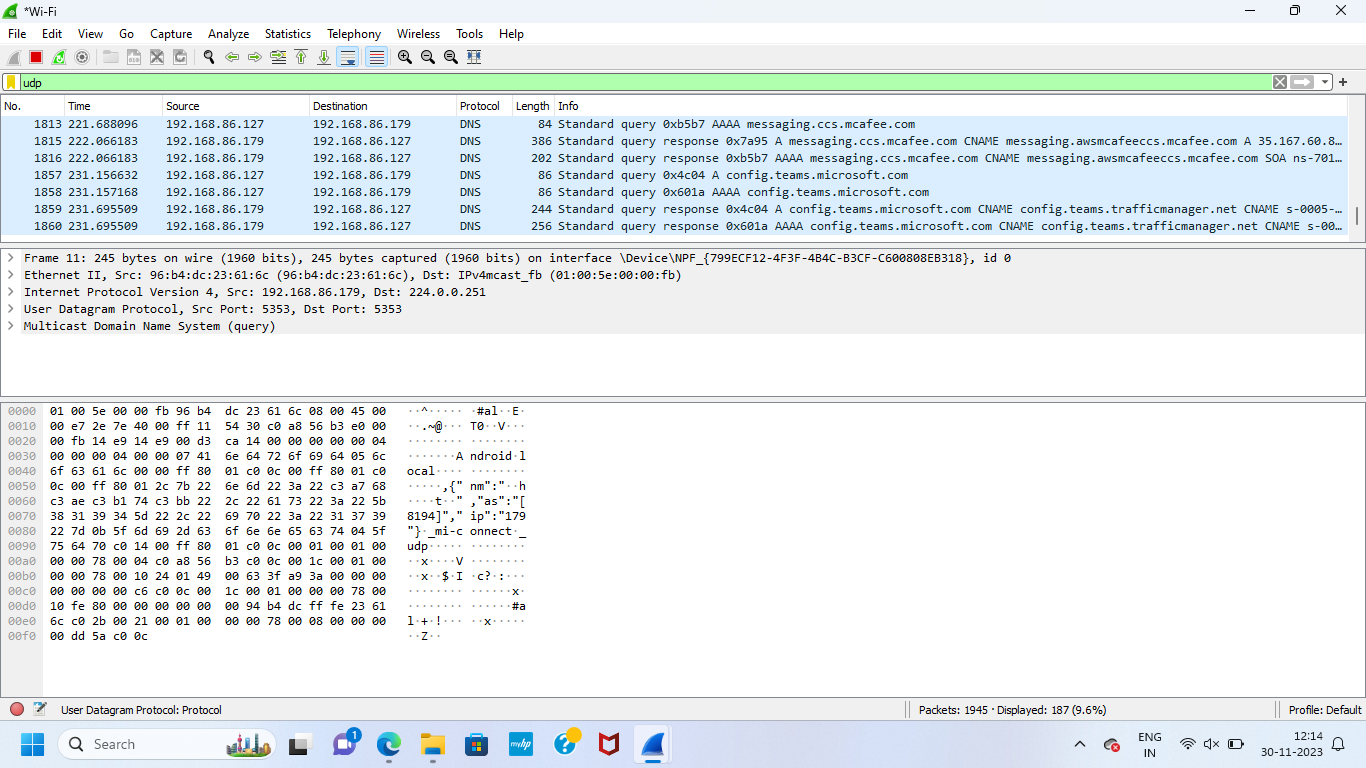 *Wi-Fi
File Edit View Go Capture Analyze Statistics Telephony Wireless Tools Help
udp
No. Time Source Destination Protocol Length Info
1813 221.688096 192.168.86.127 192.168.86.179 DNS 84 Standard query 0xb5b7 AAAA messaging.ccs.mcafee.com
1815 222.066183 192.168.86.179 192.168.86.127 DNS 386 Standard query response 0x7a95 A messaging.ccs.mcafee.com CNAME messaging.awsmcafeeccs.mcafee.com A 35.167.60.8…
1816 222.066183 192.168.86.179 192.168.86.127 DNS 202 Standard query response 0xb5b7 AAAA messaging.ccs.mcafee.com CNAME messaging.awsmcafeeccs.mcafee.com SOA ns-701…
1857 231.156632 192.168.86.127 192.168.86.179 DNS 86 Standard query 0x4c04 A config.teams.microsoft.com
1858 231.157168 192.168.86.127 192.168.86.179 DNS 86 Standard query 0x601a AAAA config.teams.microsoft.com
1859 231.695509 192.168.86.179 192.168.86.127 DNS 244 Standard query response 0x4c04 A config.teams.microsoft.com CNAME config.teams.trafficmanager.net CNAME s-0005-…
1860 231.695509 192.168.86.179 192.168.86.127 DNS 256 Standard query response 0x601a AAAA config.teams.microsoft.com CNAME config.teams.trafficmanager.net CNAME s-00…
Frame 11: 245 bytes on wire (1960 bits), 245 bytes captured (1960 bits) on interface \Device\NPF_{799ECF12-4F3F-4B4C-B3CF-C600808EB318}, id 0
Ethernet II, Src: 96:b4:dc:23:61:6c (96:b4:dc:23:61:6c), Dst: IPv4mcast_fb (01:00:5e:00:00:fb)
Internet Protocol Version 4, Src: 192.168.86.179, Dst: 224.0.0.251
User Datagram Protocol, Src Port: 5353, Dst Port: 5353
Multicast Domain Name System (query)
0000 01 00 5e 00 00 fb 96 b4 dc 23 61 6c 08 00 45 00 ··^····· ·#al··E·
0010 00 e7 2e 7e 40 00 ff 11 54 30 c0 a8 56 b3 e0 00 ··.~@··· T0··V···
0020 00 fb 14 e9 14 e9 00 d3 ca 14 00 00 00 00 00 04 ········ ········
0030 00 00 00 04 00 00 07 41 6e 64 72 6f 69 64 05 6c ·······A ndroid·l
0040 6f 63 61 6c 00 00 ff 80 01 c0 0c 00 ff 80 01 c0 ocal···· ········
0050 0c 00 ff 80 01 2c 7b 22 6e 6d 22 3a 22 c3 a7 68 ·····,{" nm":"··h
0060 c3 ae c3 b1 74 c3 bb 22 2c 22 61 73 22 3a 22 5b ····t··" ,"as":"[
0070 38 31 39 34 5d 22 2c 22 69 70 22 3a 22 31 37 39 8194]"," ip":"179
0080 22 7d 0b 5f 6d 69 2d 63 6f 6e 6e 65 63 74 04 5f "}·_mi-c onnect·_
0090 75 64 70 c0 14 00 ff 80 01 c0 0c 00 01 00 01 00 udp····· ········
00a0 00 00 78 00 04 c0 a8 56 b3 c0 0c 00 1c 00 01 00 ··x····V ········
00b0 00 00 78 00 10 24 01 49 00 63 3f a9 3a 00 00 00 ··x··$·I ·c?·:···
00c0 00 00 00 00 c6 c0 0c 00 1c 00 01 00 00 00 78 00 ········ ······x·
00d0 10 fe 80 00 00 00 00 00 00 94 b4 dc ff fe 23 61 ········ ······#a
00e0 6c c0 2b 00 21 00 01 00 00 00 78 00 08 00 00 00 l·+·!··· ··x·····
00f0 00 dd 5a c0 0c ··Z··
User Datagram Protocol: Protocol Packets: 1945 · Displayed: 187 (9.6%) Profile: Default
Search 1 myhp ? ENG IN 12:14 30-11-2023